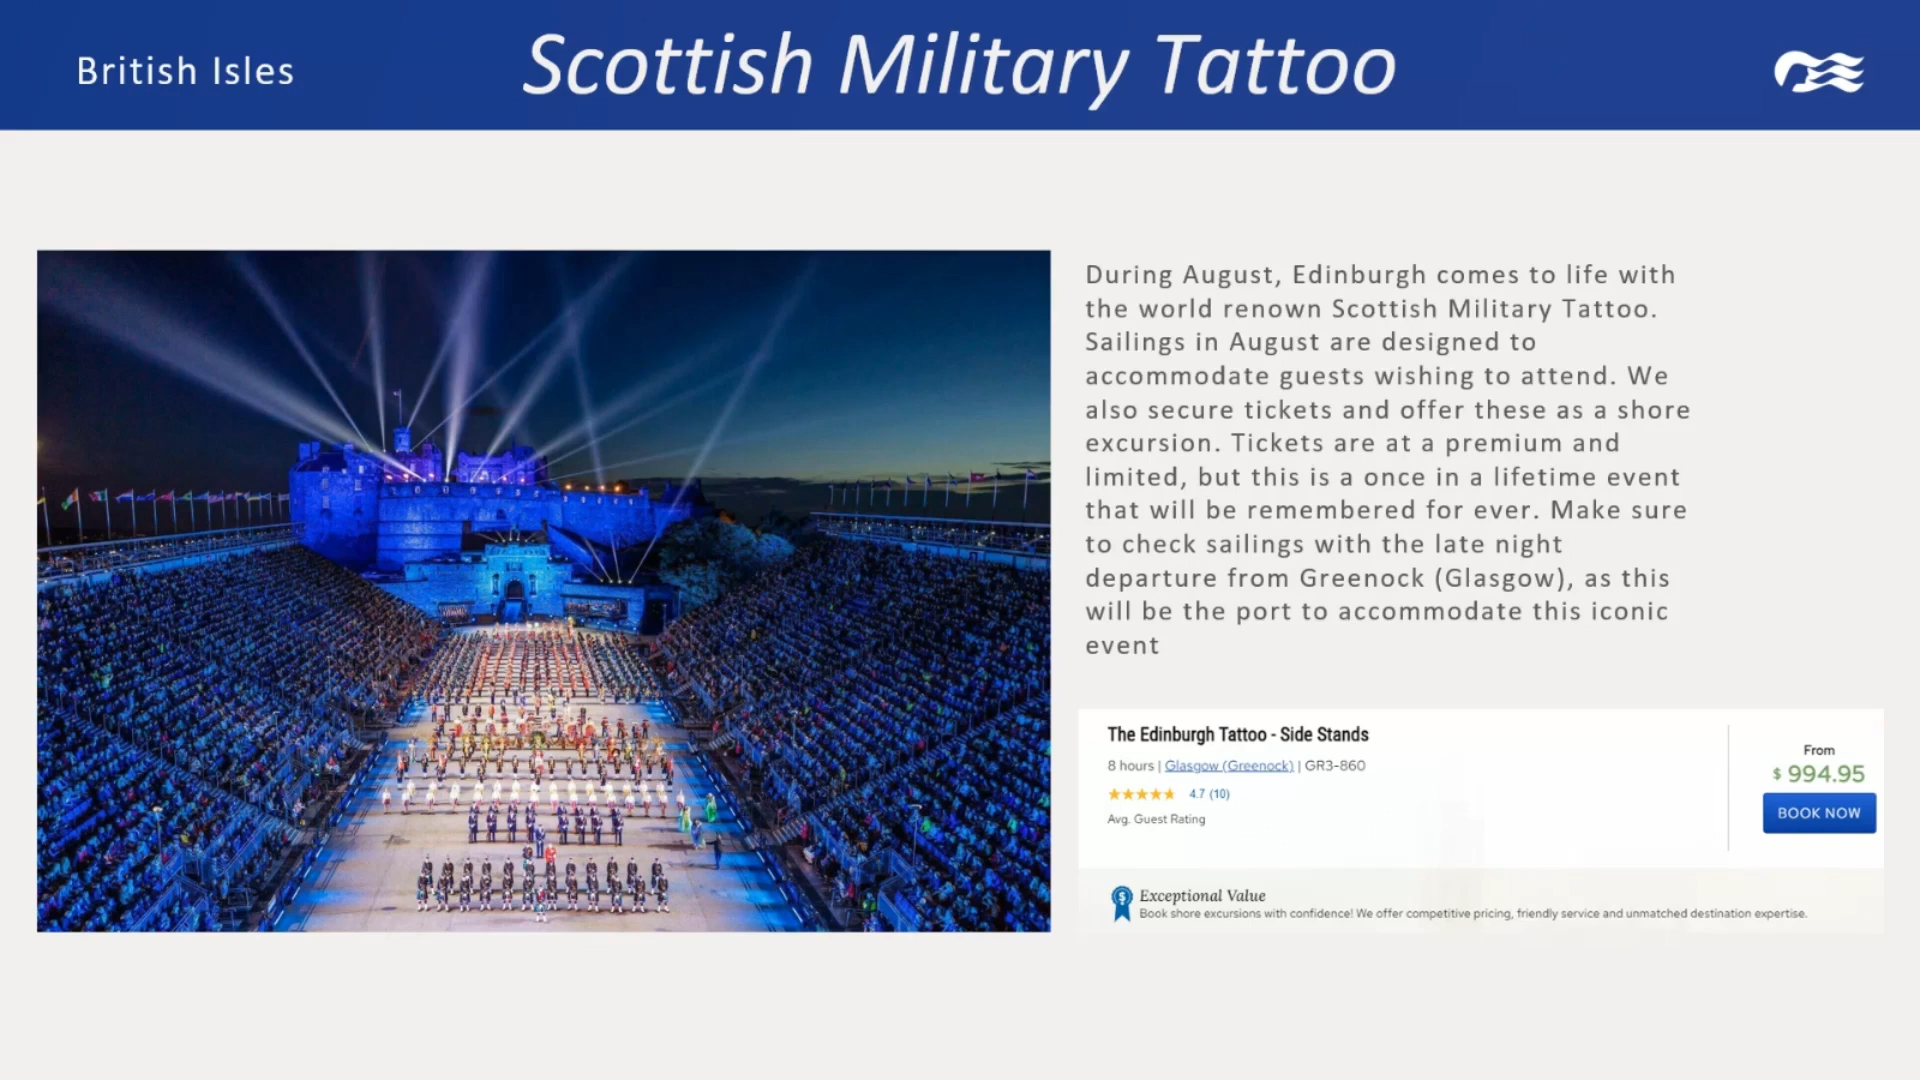 British Isles
Scottish Military Tattoo
During August, Edinburgh comes to life with
the world renown Scottish Military Tattoo.
Sailings in August are designed to
accommodate guests wishing to attend. We
also secure tickets and offer these as a shore
excursion. Tickets are at a premium and
limited, but this is a once in a lifetime event
that will be remembered for ever. Make sure
to check sailings with the late night
departure from Greenock (Glasgow), as this
will be the port to accommodate this iconic
event
The Edinburgh Tattoo - Side Stands
8 hours | Glasgow (Greenock) | GR3-860
4.7 (10)
Avg. Guest Rating
From
$ 994.95
BOOK NOW
Exceptional Value
Book shore excursions with confidence! We offer competitive pricing, friendly service and unmatched destination expertise.